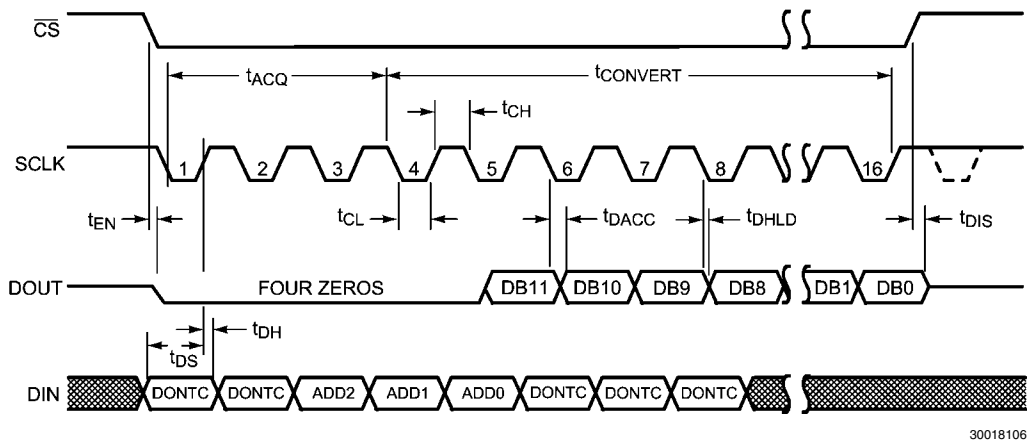 CS
tACQ tCONVERT
tCH
SCLK 1 2 3 4 5 6 7 8 16
tEN tCL tDACC tDHLD tDIS
DOUT FOUR ZEROS DB11 DB10 DB9 DB8 DB1 DB0
tDH
tDS
DIN DONTC DONTC ADD2 ADD1 ADD0 DONTC DONTC DONTC
30018106